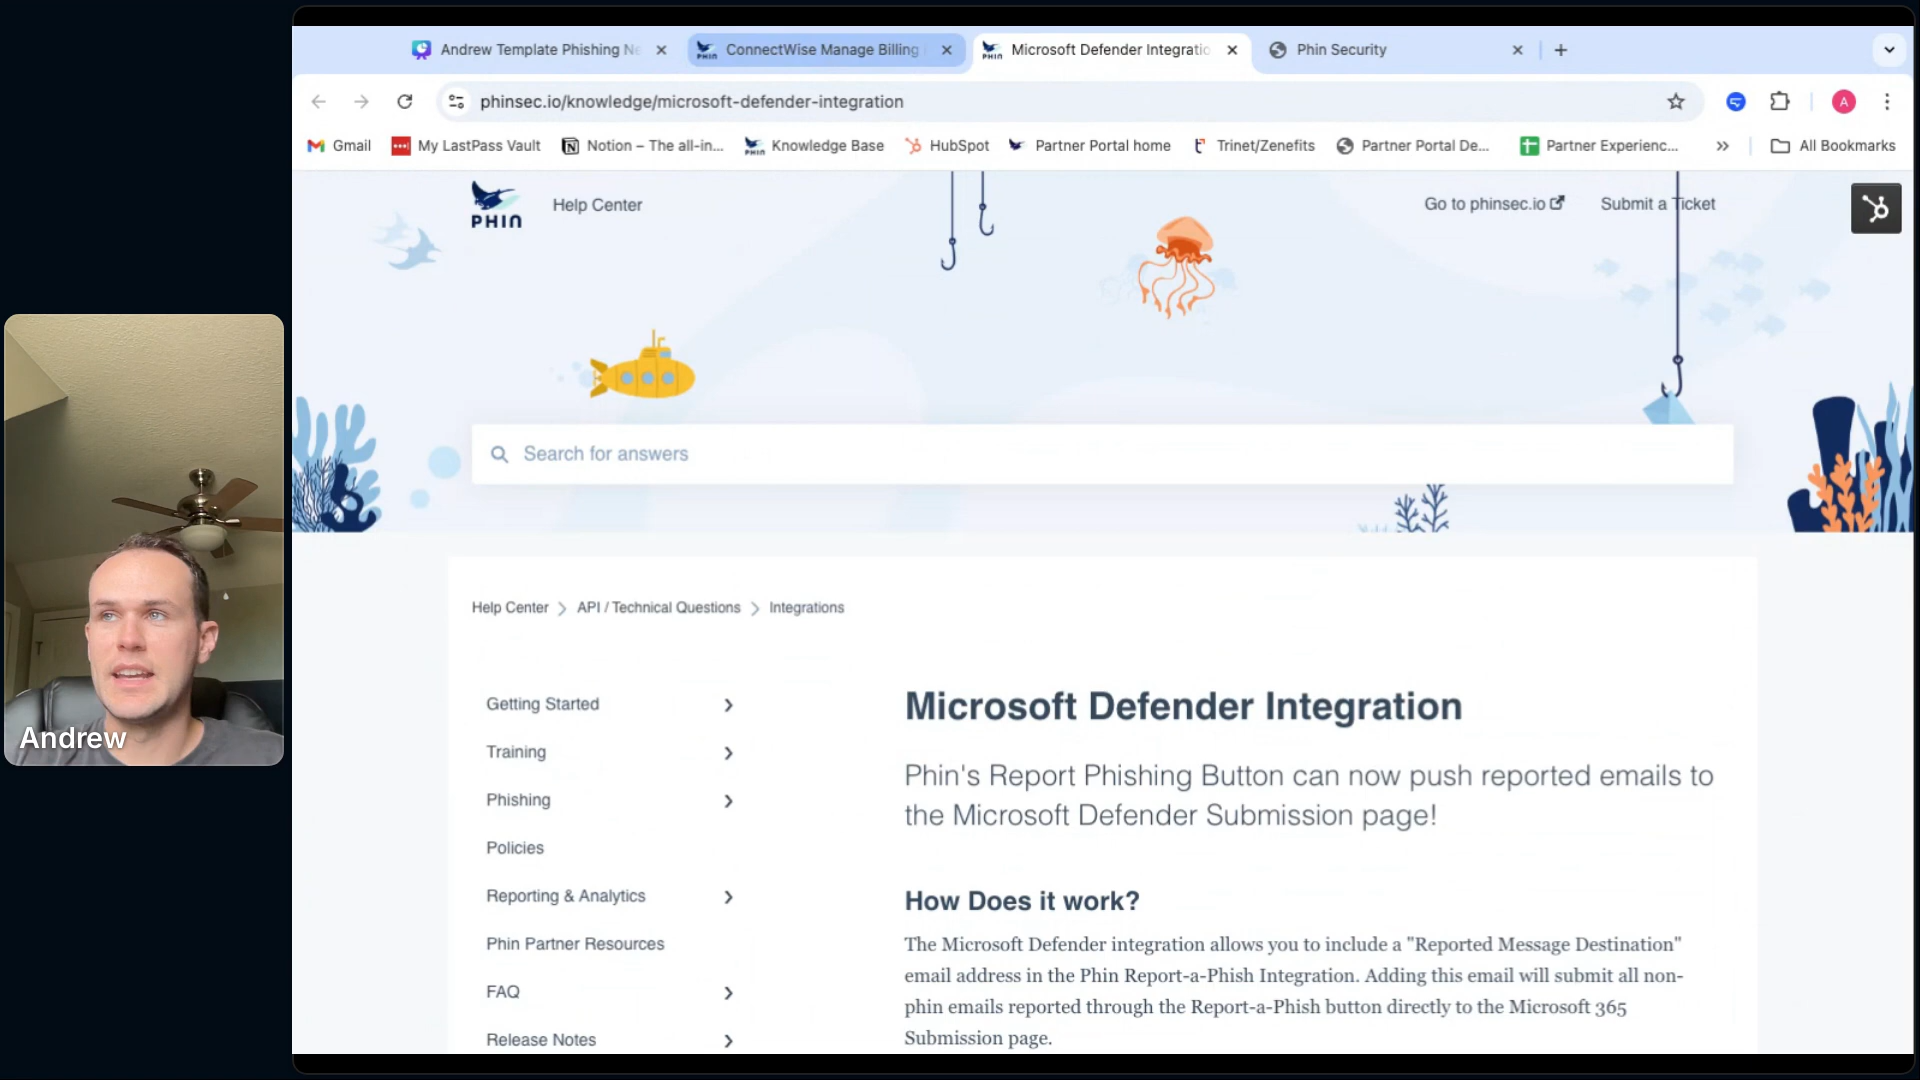 Andrew Template Phishing Ne
ConnectWise Manage Billing
Microsoft Defender Integratio
Phin Security
phinsec.io/knowledge/microsoft-defender-integration
A
Gmail
My LastPass Vault
Notion – The all-in...
Knowledge Base
HubSpot
Partner Portal home
Trinet/Zenefits
Partner Portal De...
Partner Experienc...
All Bookmarks
PHIN
Help Center
Go to phinsec.io
Submit a Ticket
Search for answers
Help Center
API / Technical Questions
Integrations
Getting Started
Training
Phishing
Policies
Reporting & Analytics
Phin Partner Resources
FAQ
Release Notes
Microsoft Defender Integration
Phin's Report Phishing Button can now push reported emails to
the Microsoft Defender Submission page!
How Does it work?
The Microsoft Defender integration allows you to include a "Reported Message Destination"
email address in the Phin Report-a-Phish Integration. Adding this email will submit all non-
phin emails reported through the Report-a-Phish button directly to the Microsoft 365
Submission page.
Andrew